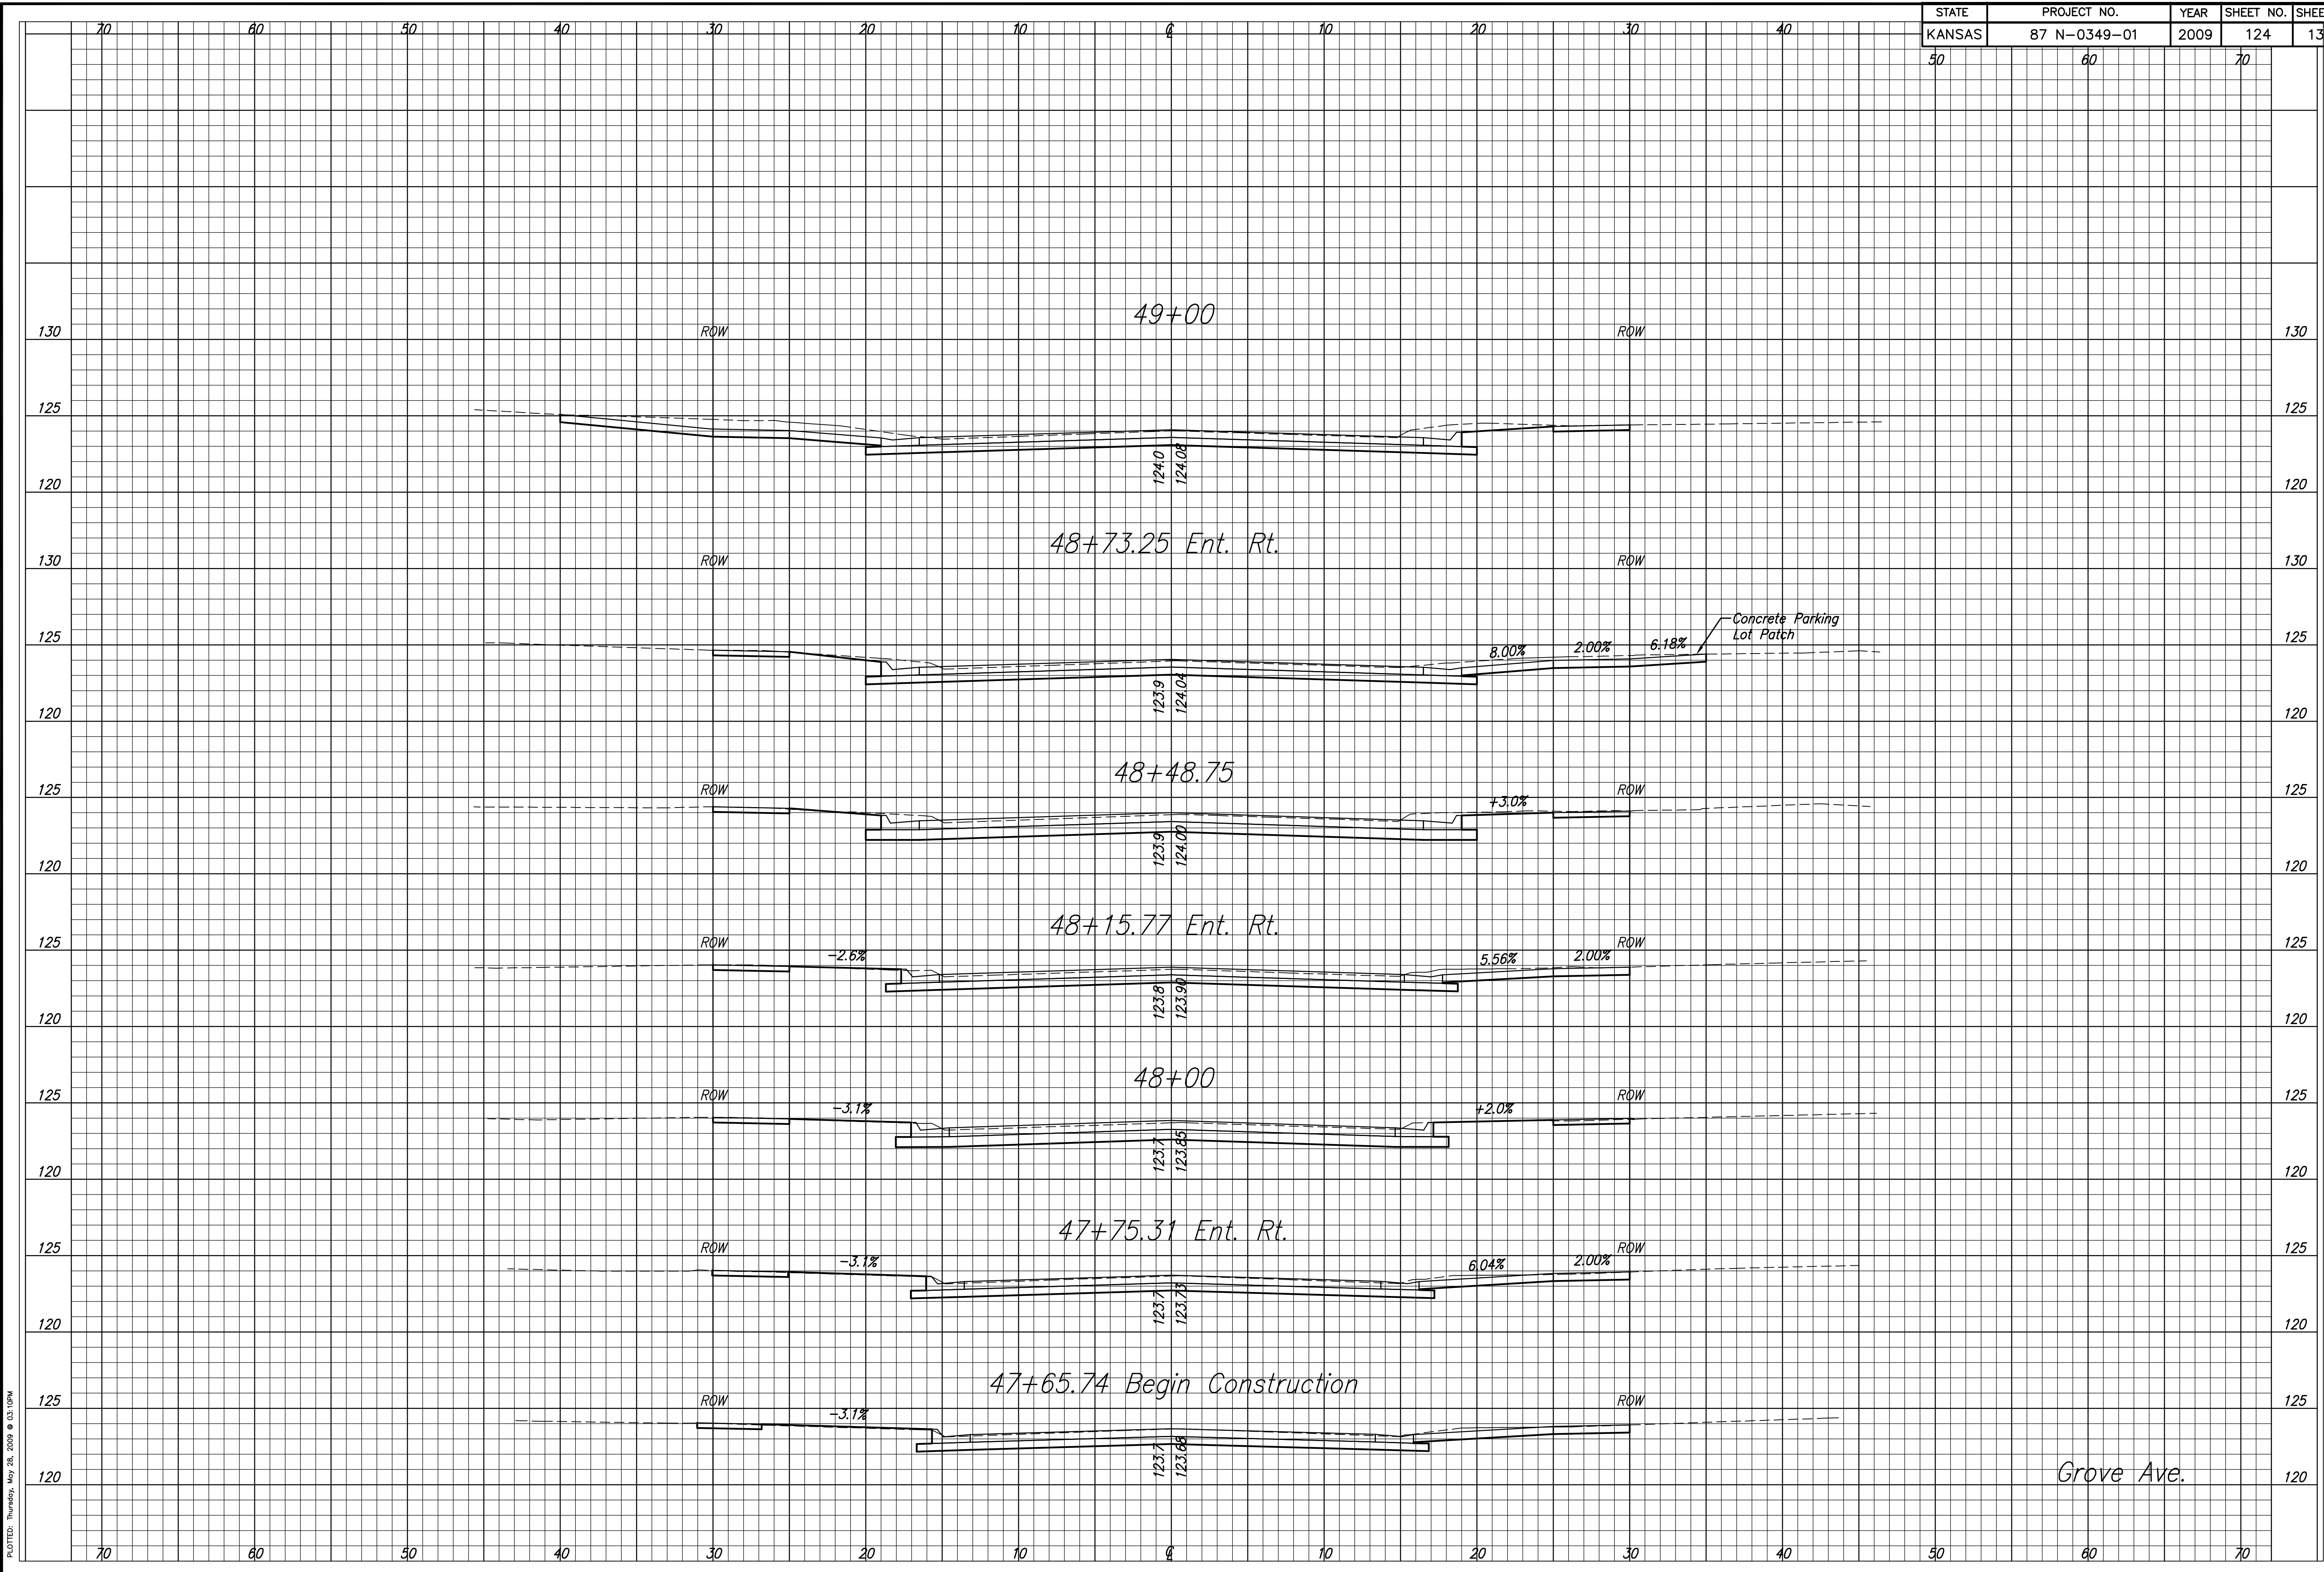 STATE PROJECT NO. YEAR SHEET NO. SHEE
KANSAS 87 N-0349-01 2009 124 13
70 60 50 40 30 20 10 ℄ 10 20 30 40
50 60 70
49+00
130 ROW ROW 130
125 125
124.0 124.08
120 120
48+73.25 Ent. Rt.
130 ROW ROW 130
Concrete Parking
Lot Patch
125 8.00% 2.00% 6.18% 125
123.9 124.04
120 120
48+48.75
125 ROW ROW 125
+3.0%
123.9 124.00
120 120
48+15.77 Ent. Rt.
125 ROW ROW 125
-2.6% 5.56% 2.00%
123.8 123.90
120 120
48+00
125 ROW ROW 125
-3.1% +2.0%
123.7 123.85
120 120
47+75.31 Ent. Rt.
125 ROW ROW 125
-3.1% 6.04% 2.00%
123.7 123.73
120 120
47+65.74 Begin Construction
125 ROW ROW 125
-3.1%
123.7 123.68
120 Grove Ave. 120
70 60 50 40 30 20 10 ℄ 10 20 30 40 50 60 70
PLOTTED: Thursday, May 28, 2009 @ 03:10PM